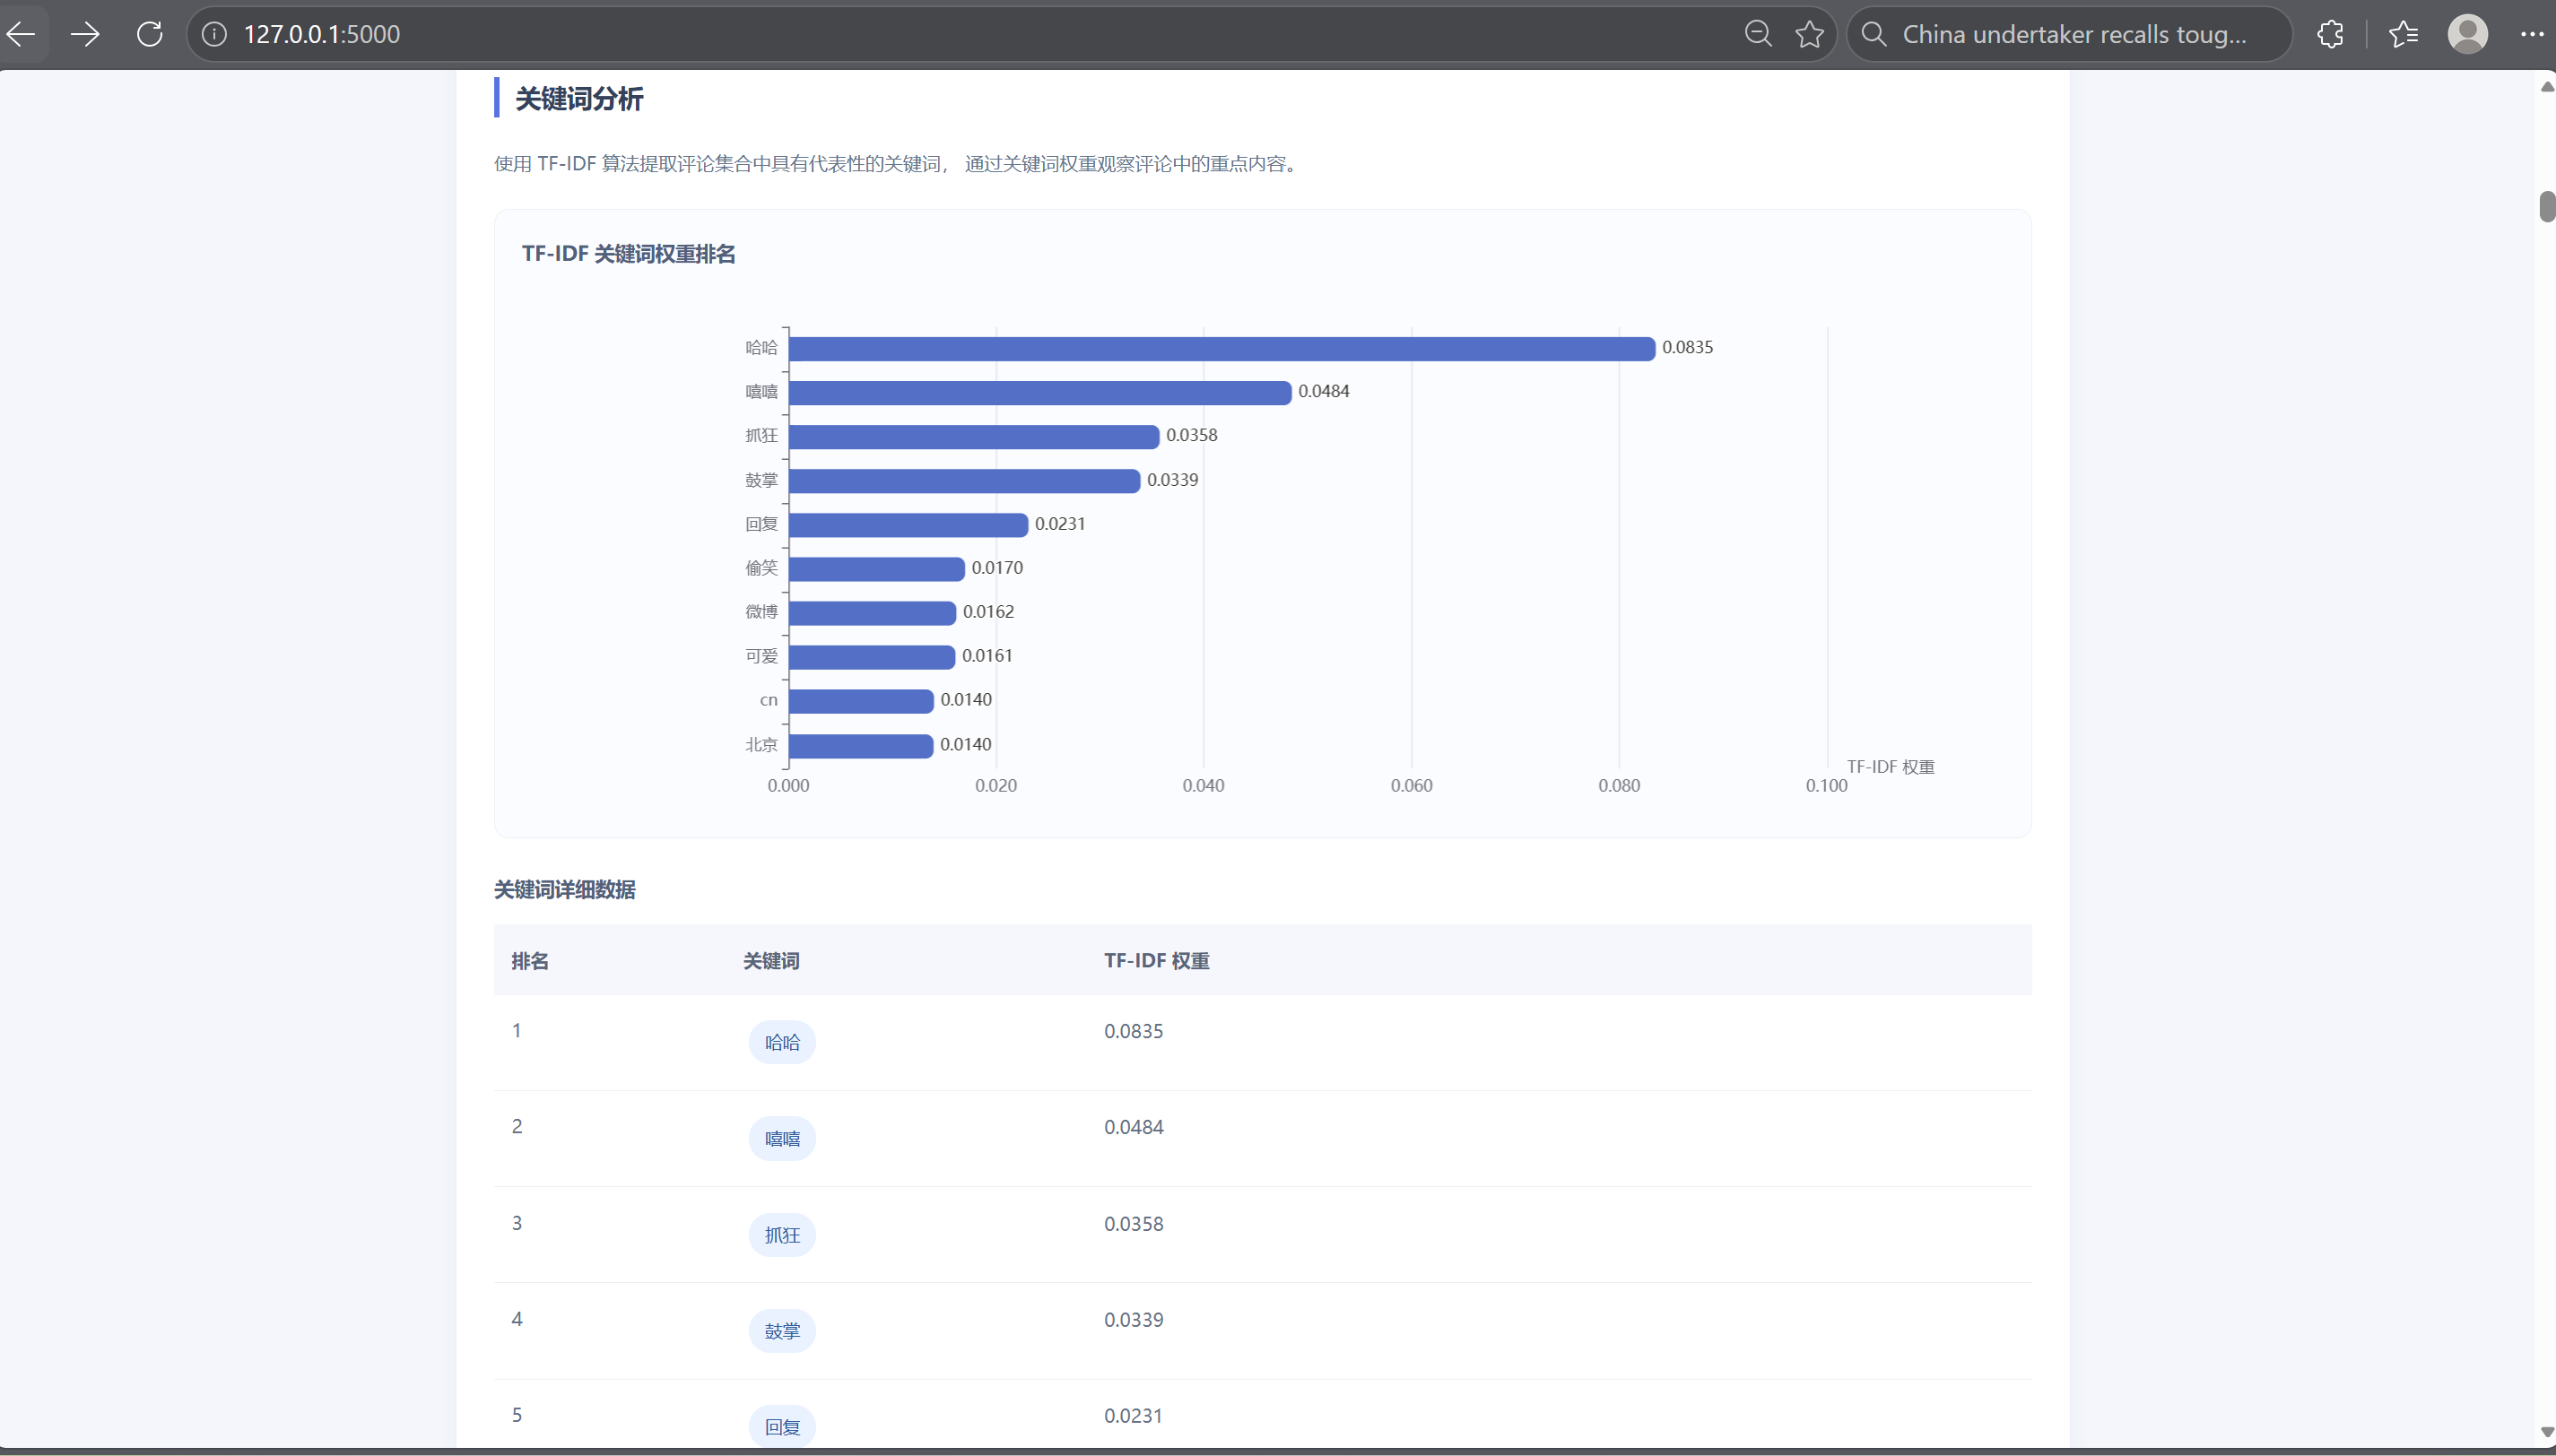 127.0.0.1:5000
China undertaker recalls toug...
关键词分析
使用 TF-IDF 算法提取评论集合中具有代表性的关键词， 通过关键词权重观察评论中的重点内容。
TF-IDF 关键词权重排名
哈哈 0.0835
嘻嘻 0.0484
抓狂 0.0358
鼓掌 0.0339
回复 0.0231
偷笑 0.0170
微博 0.0162
可爱 0.0161
cn 0.0140
北京 0.0140
TF-IDF 权重
0.000 0.020 0.040 0.060 0.080 0.100
关键词详细数据
排名 关键词 TF-IDF 权重
1 哈哈 0.0835
2 嘻嘻 0.0484
3 抓狂 0.0358
4 鼓掌 0.0339
5 回复 0.0231